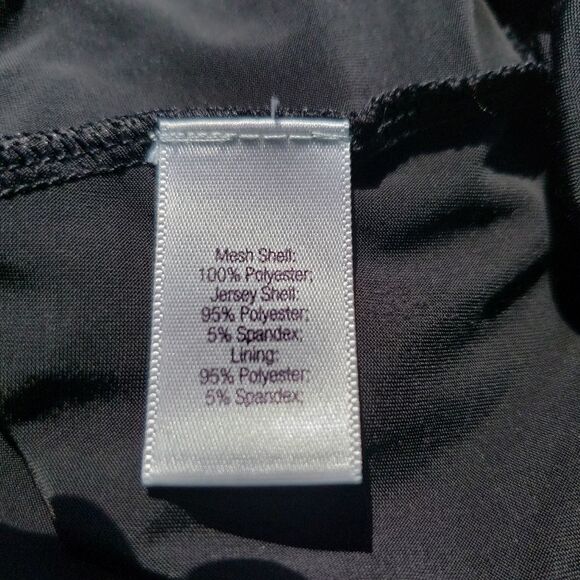 Mesh Shell:
100% Polyester;
Jersey Shell:
95% Polyester;
5% Spandex;
Lining:
95% Polyester;
5% Spandex;